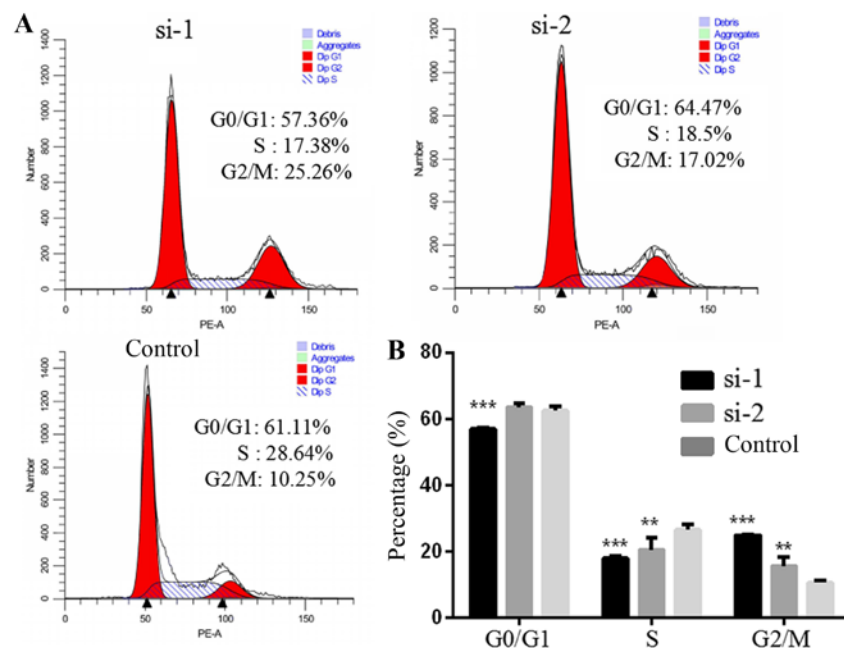 A
si-1
Debris
Aggregates
Dip G1
Dip G2
Dip S
G0/G1: 57.36%
S : 17.38%
G2/M: 25.26%
Number
1400
1200
1000
800
600
400
200
0
0 50 100 150
PE-A
si-2
Debris
Aggregates
Dip G1
Dip G2
Dip S
G0/G1: 64.47%
S : 18.5%
G2/M: 17.02%
Number
1200
1000
800
600
400
200
0
0 50 100 150
PE-A
Control
Debris
Aggregates
Dip G1
Dip G2
Dip S
G0/G1: 61.11%
S: 28.64%
G2/M: 10.25%
Number
1400
1200
1000
800
600
400
200
0
0 50 100 150
PE-A
B
Percentage (%)
80
60
40
20
0
si-1
si-2
Control
***
*** **
*** **
G0/G1 S G2/M